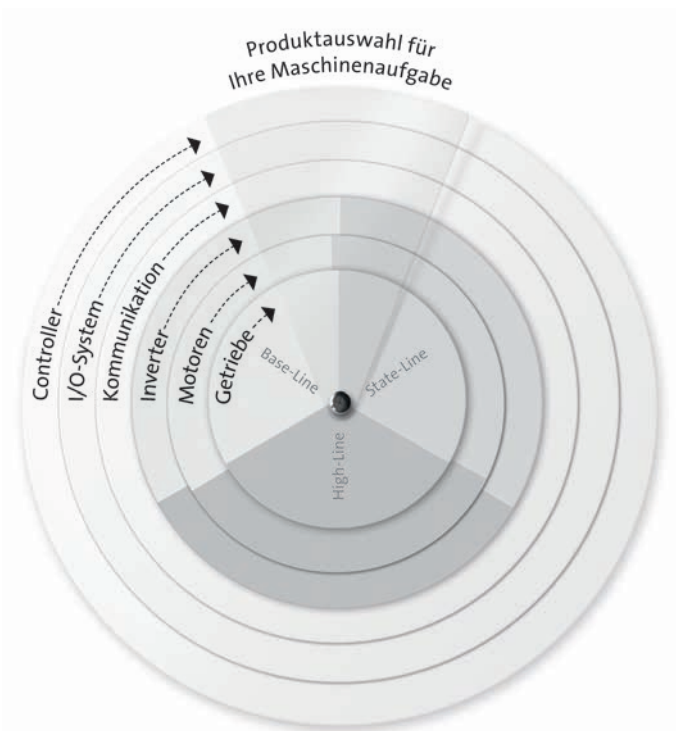 Produktauswahl für
Ihre Maschinenaufgabe
Controller
I/O-System
Kommunikation
Inverter
Motoren
Getriebe
Base-Line
State-Line
High-Line